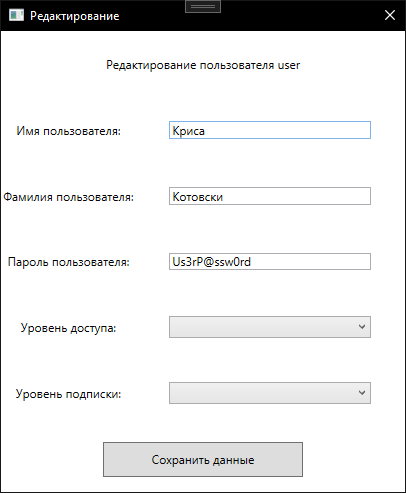 Редактирование
Редактирование пользователя user
Имя пользователя: Криса
Фамилия пользователя: Котовски
Пароль пользователя: Us3rP@ssw0rd
Уровень доступа:
Уровень подписки:
Сохранить данные